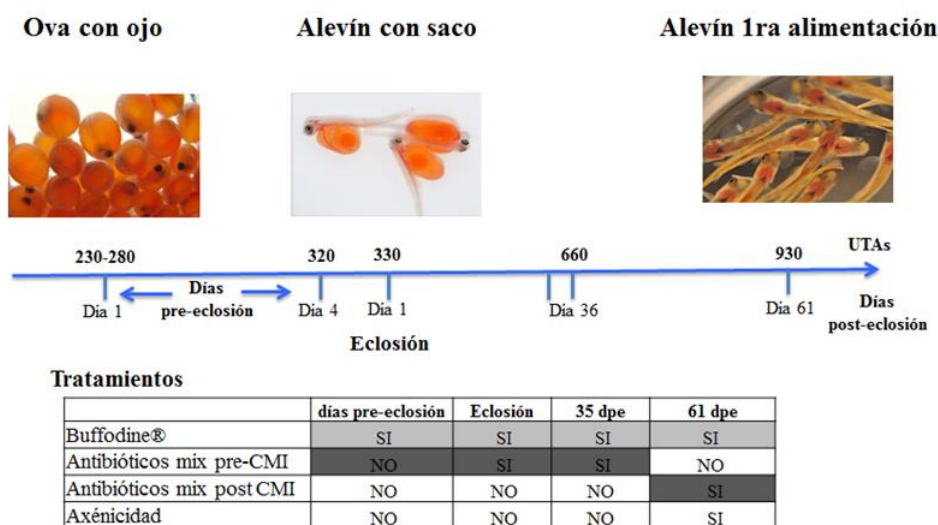 Ova con ojo
Alevín con saco
Alevín 1ra alimentación
230-280
320
330
660
930
UTAs
Dia 1
Días
pre-eclosión
Dia 4
Dia 1
Dia 36
Dia 61
Días
post-eclosión
Eclosión
Tratamientos
días pre-eclosión Eclosión 35 dpe 61 dpe
Buffodine® SI SI SI SI
Antibióticos mix pre-CMI NO SI SI NO
Antibióticos mix post CMI NO NO NO SI
Axénicidad NO NO NO SI